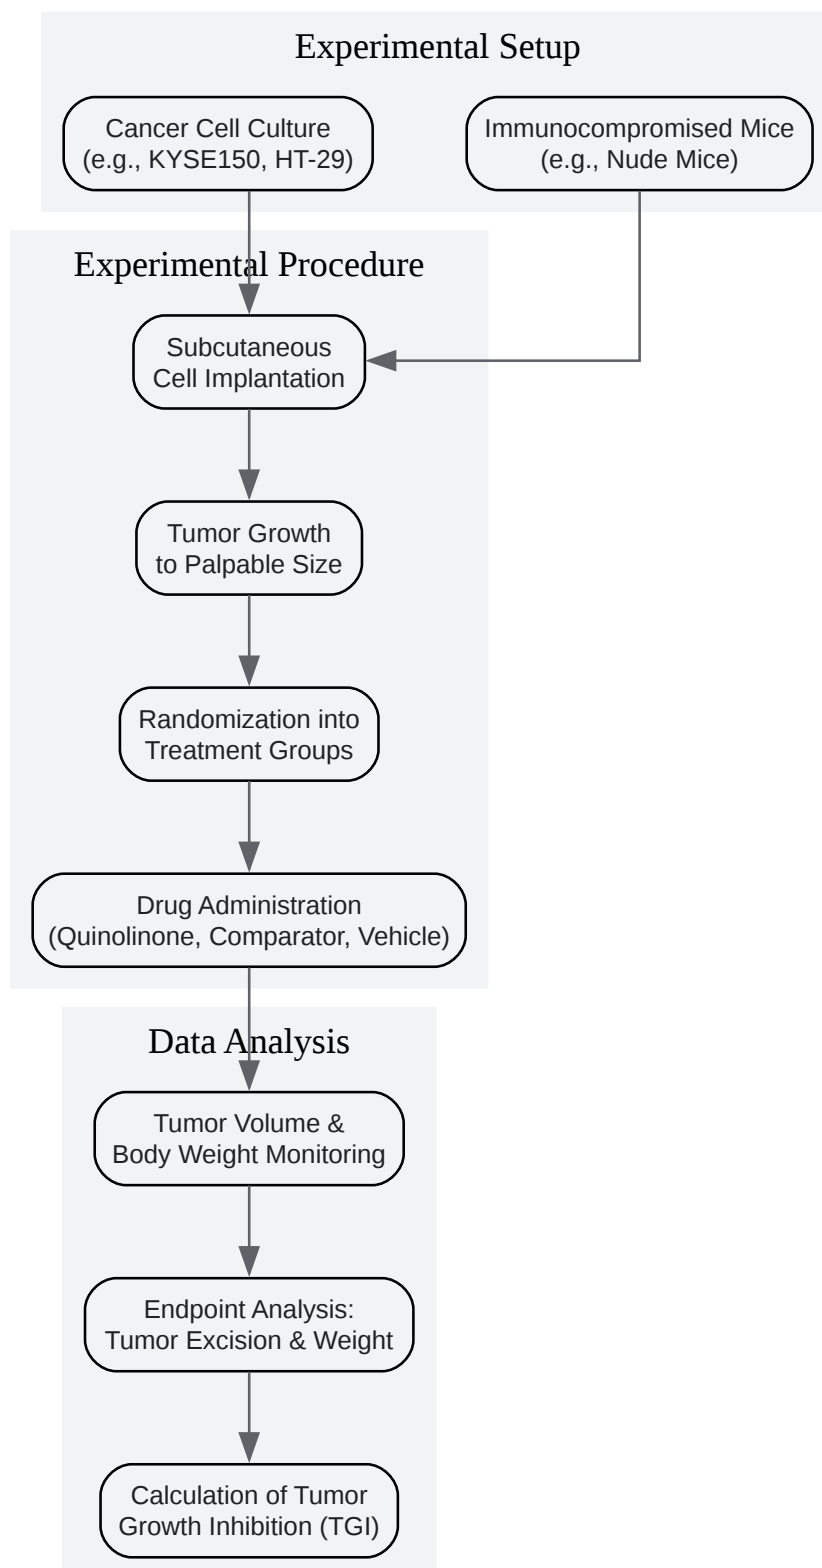 Experimental Setup
Cancer Cell Culture
(e.g., KYSE150, HT-29)
Immunocompromised Mice
(e.g., Nude Mice)
Experimental Procedure
Subcutaneous
Cell Implantation
Tumor Growth
to Palpable Size
Randomization into
Treatment Groups
Drug Administration
(Quinolinone, Comparator, Vehicle)
Data Analysis
Tumor Volume &
Body Weight Monitoring
Endpoint Analysis:
Tumor Excision & Weight
Calculation of Tumor
Growth Inhibition (TGI)